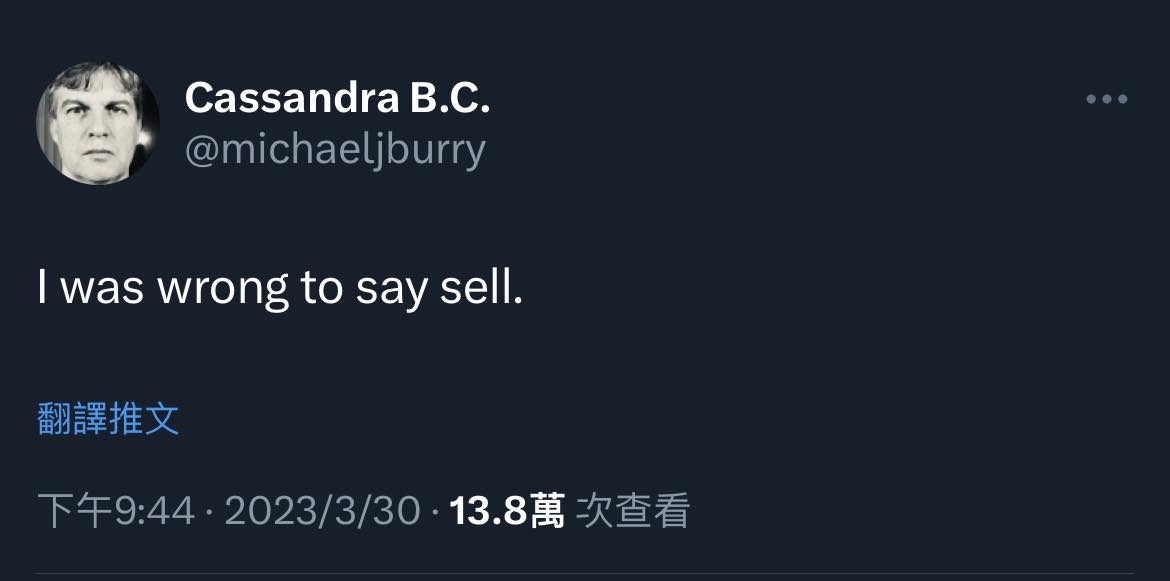 Cassandra B.C.
@michaeljburry
I was wrong to say sell.
翻譯推文
下午9:44 · 2023/3/30 · 13.8萬 次查看